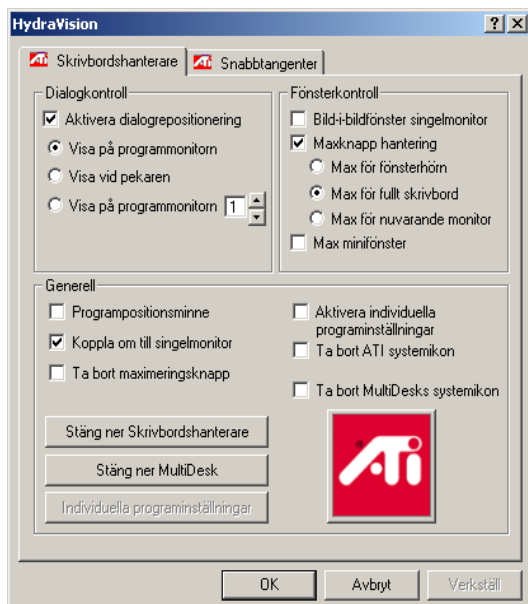 HydraVision
Skrivbordshanterare
Snabbtangenter
Dialogkontroll
Aktivera dialogrepositionering
Visa på programmonitorn
Visa vid pekaren
Visa på programmonitorn 1
Fönsterkontroll
Bild-i-bildfönster singelmonitor
Maxknapp hantering
Max för fönsterhörn
Max för fullt skrivbord
Max för nuvarande monitor
Max minifönster
Generell
Programpositionsminne
Koppla om till singelmonitor
Ta bort maximeringsknapp
Aktivera individuella
programinställningar
Ta bort ATI systemikon
Ta bort MultiDesks systemikon
Stäng ner Skrivbordshanterare
Stäng ner MultiDesk
Individuella programinställningar
ATi
OK
Avbryt
Verkställ